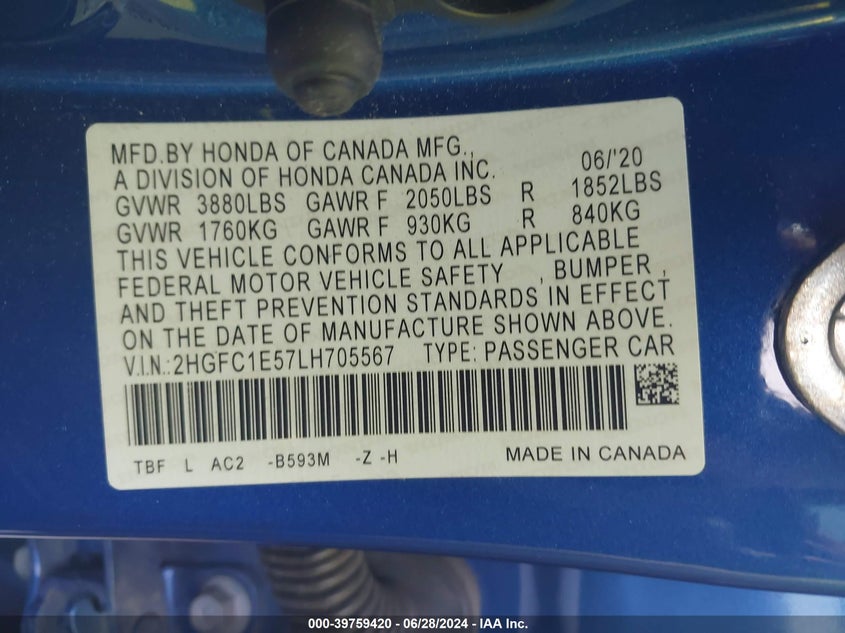 MFD.BY HONDA OF CANADA MFG., 06/'20
A DIVISION OF HONDA CANADA INC.
GVWR 3880LBS GAWR F 2050LBS R 1852LBS
GVWR 1760KG GAWR F 930KG R 840KG
THIS VEHICLE CONFORMS TO ALL APPLICABLE
FEDERAL MOTOR VEHICLE SAFETY , BUMPER ,
AND THEFT PREVENTION STANDARDS IN EFFECT
ON THE DATE OF MANUFACTURE SHOWN ABOVE.
V.I.N.:2HGFC1E57LH705567 TYPE: PASSENGER CAR
TBF L AC2 -B593M -Z -H MADE IN CANADA
000-39759420 - 06/28/2024 - IAA Inc.